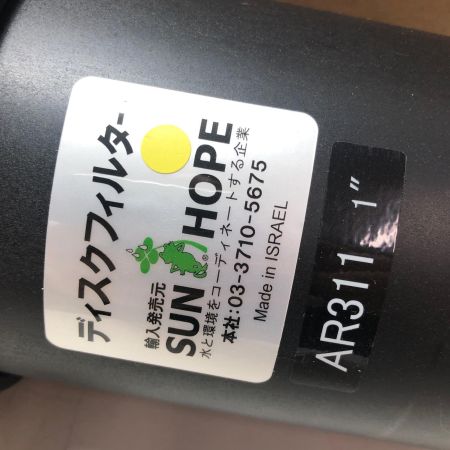 ディスクフィルター
輸入発売元
SUN HOPE
®
水と環境をコーディネートする企業
本社:03-3710-5675
Made in ISRAEL
AR311 1″